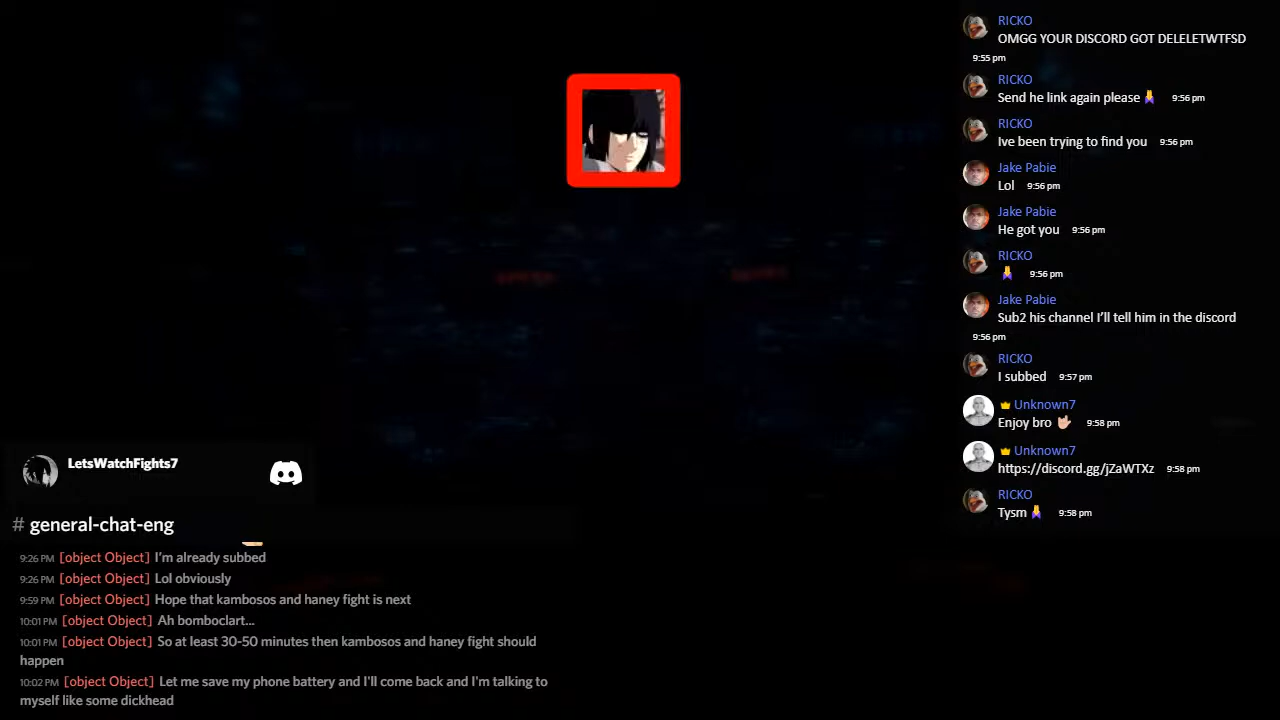 RICKO
OMGG YOUR DISCORD GOT DELELETWTFSD
9:55 pm
RICKO
Send he link again please 9:56 pm
RICKO
Ive been trying to find you 9:56 pm
Jake Pabie
Lol 9:56 pm
Jake Pabie
He got you 9:56 pm
RICKO
9:56 pm
Jake Pabie
Sub2 his channel I’ll tell him in the discord
9:56 pm
RICKO
I subbed 9:57 pm
Unknown7
Enjoy bro 🤟🏻 9:58 pm
Unknown7
https://discord.gg/jZaWTXz 9:58 pm
RICKO
Tysm 9:58 pm
LetsWatchFights7
# general-chat-eng
9:26 PM [object Object] I’m already subbed
9:26 PM [object Object] Lol obviously
9:59 PM [object Object] Hope that kambosos and haney fight is next
10:01 PM [object Object] Ah bomboclart...
10:01 PM [object Object] So at least 30-50 minutes then kambosos and haney fight should
happen
10:02 PM [object Object] Let me save my phone battery and I'll come back and I'm talking to
myself like some dickhead